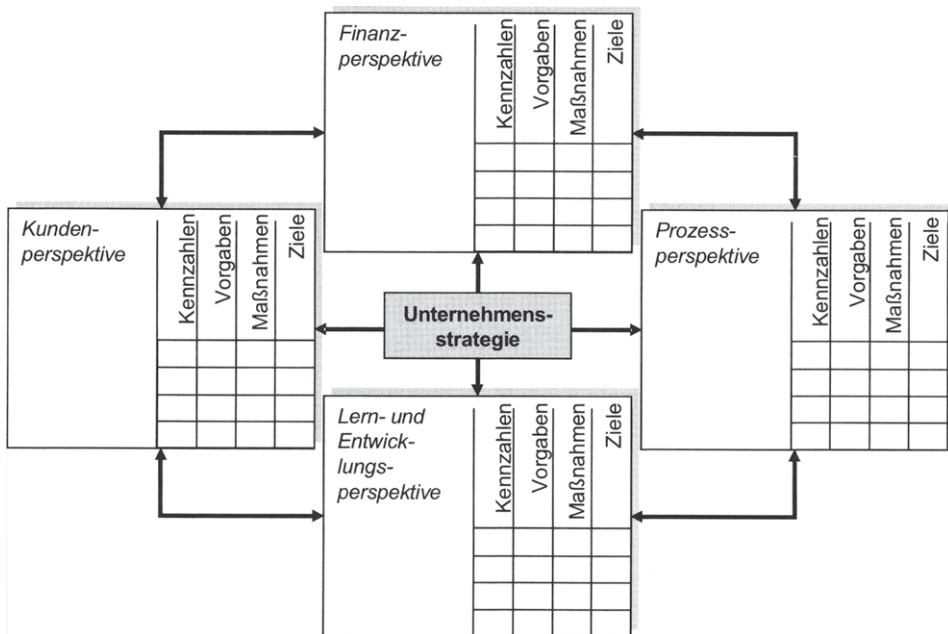 Finanz-
perspektive
Kennzahlen
Vorgaben
Maßnahmen
Ziele
Kunden-
perspektive
Kennzahlen
Vorgaben
Maßnahmen
Ziele
Unternehmens-
strategie
Prozess-
perspektive
Kennzahlen
Vorgaben
Maßnahmen
Ziele
Lern- und
Entwick-
lungs-
perspektive
Kennzahlen
Vorgaben
Maßnahmen
Ziele